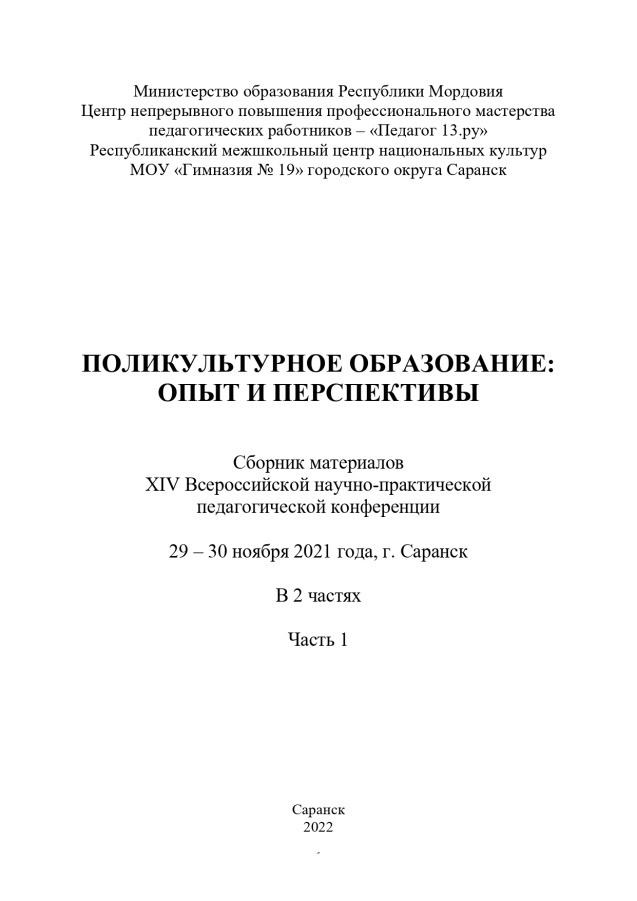 Министерство образования Республики Мордовия
Центр непрерывного повышения профессионального мастерства
педагогических работников – «Педагог 13.ру»
Республиканский межшкольный центр национальных культур
МОУ «Гимназия № 19» городского округа Саранск
ПОЛИКУЛЬТУРНОЕ ОБРАЗОВАНИЕ:
ОПЫТ И ПЕРСПЕКТИВЫ
Сборник материалов
XIV Всероссийской научно-практической
педагогической конференции
29 – 30 ноября 2021 года, г. Саранск
В 2 частях
Часть 1
Саранск
2022